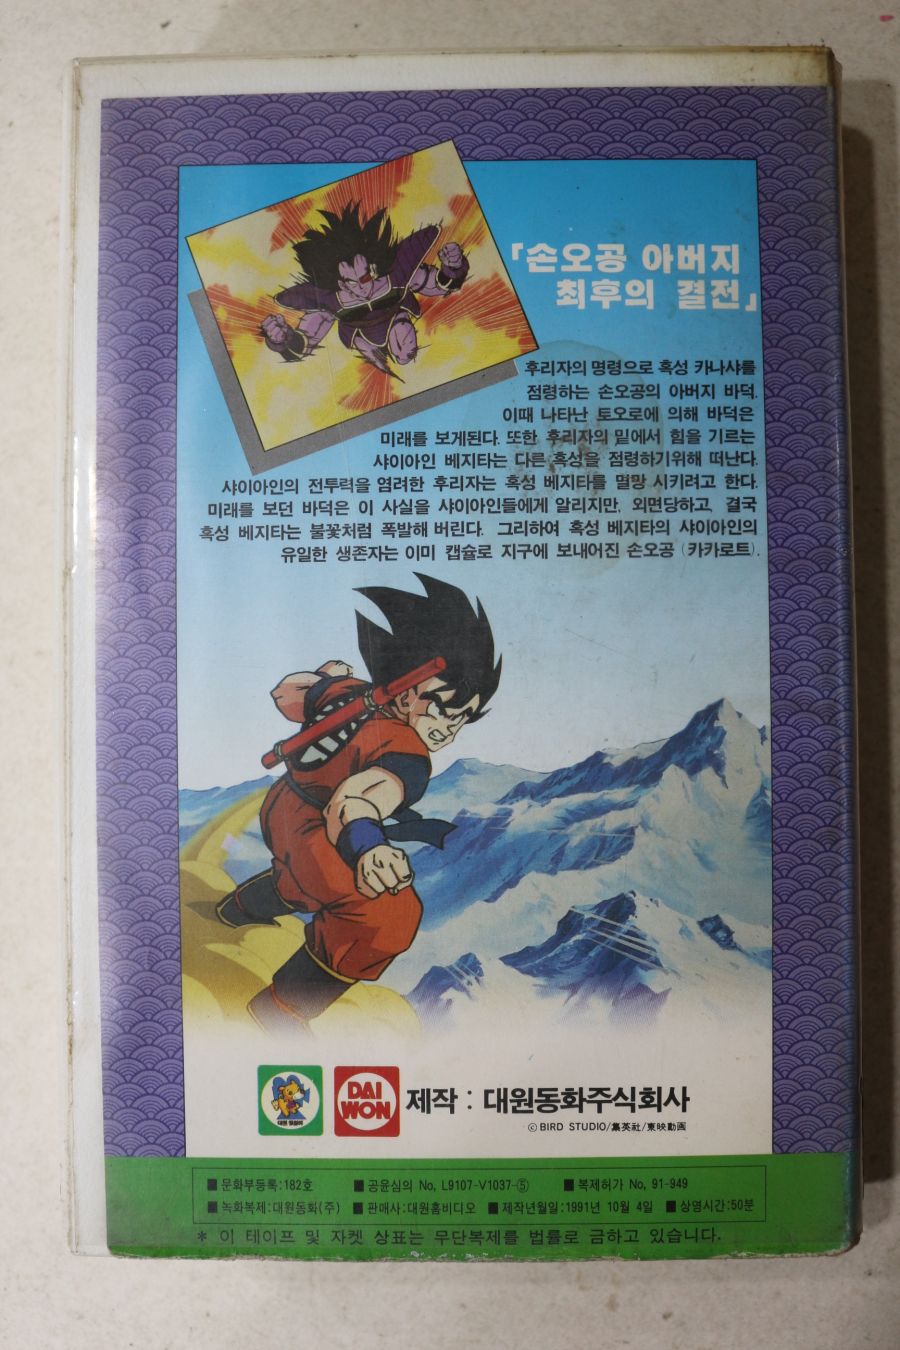 「손오공 아버지
최후의 결전」
후리자의 명령으로 혹성 카나샤를
점령하는 손오공의 아버지 바덕.
이때 나타난 토오로에 의해 바덕은
미래를 보게된다. 또한 후리자의 밑에서 힘을 기르는
샤이아인 베지타는 다른 혹성을 점령하기위해 떠난다.
샤이아인의 전투력을 염려한 후리자는 혹성 베지타를 멸망 시키려고 한다.
미래를 보던 바덕은 이 사실을 샤이아인들에게 알리지만, 외면당하고, 결국
혹성 베지타는 불꽃처럼 폭발해 버린다. 그리하여 혹성 베지타의 샤이아인의
유일한 생존자는 이미 캡슐로 지구에 보내어진 손오공 (카카로트).
DAI
WON
제작 : 대원동화주식회사
©BIRD STUDIO/集英社/東映動画
■문화부등록:182호 ■공윤심의 No, L9107-V1037-⑤ ■복제허가 No, 91-949
■녹화복제:대원동화(주) ■판매사:대원홈비디오 ■제작년월일:1991년 10월 4일 ■상영시간:50분
* 이 테이프 및 자켓 상표는 무단복제를 법률로 금하고 있습니다.